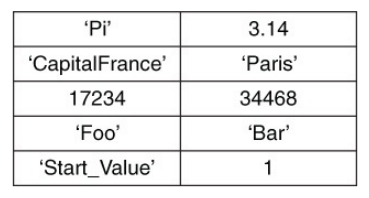 ‘Pi’ 3.14
‘CapitalFrance’ ‘Paris’
17234 34468
‘Foo’ ‘Bar’
‘Start_Value’ 1